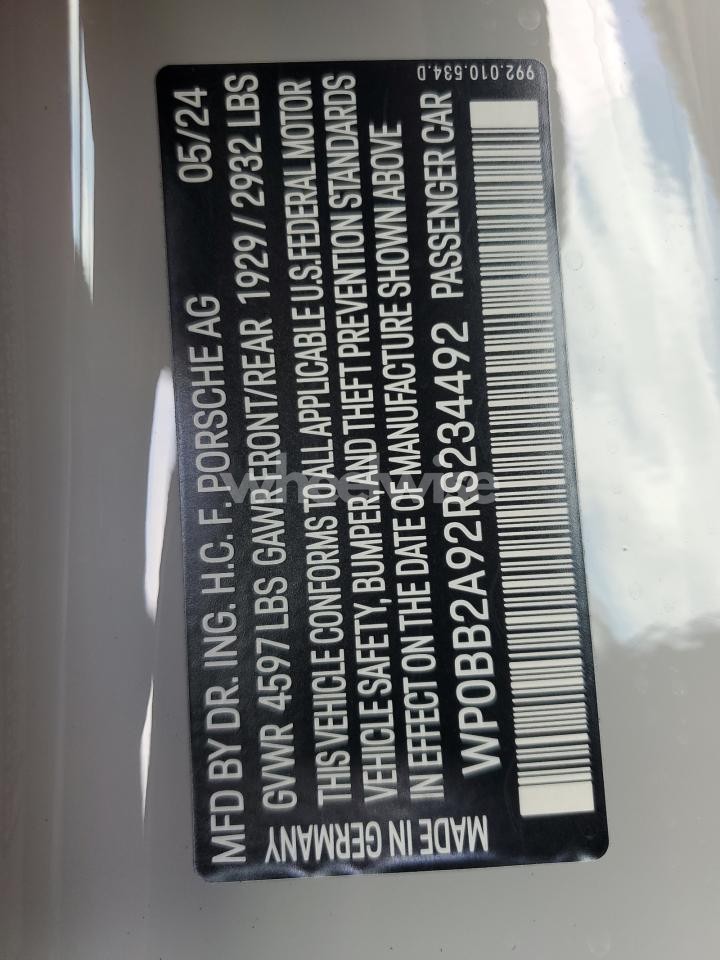 992.010.534.D
MFD BY DR. ING. H.C. F. PORSCHE AG 05/24
GVWR 4597 LBS GAWR FRONT/REAR 1929 / 2932 LBS
THIS VEHICLE CONFORMS TO ALL APPLICABLE U.S. FEDERAL MOTOR
VEHICLE SAFETY, BUMPER, AND THEFT PREVENTION STANDARDS
IN EFFECT ON THE DATE OF MANUFACTURE SHOWN ABOVE
WP0BB2A92RS234492 PASSENGER CAR
MADE IN GERMANY